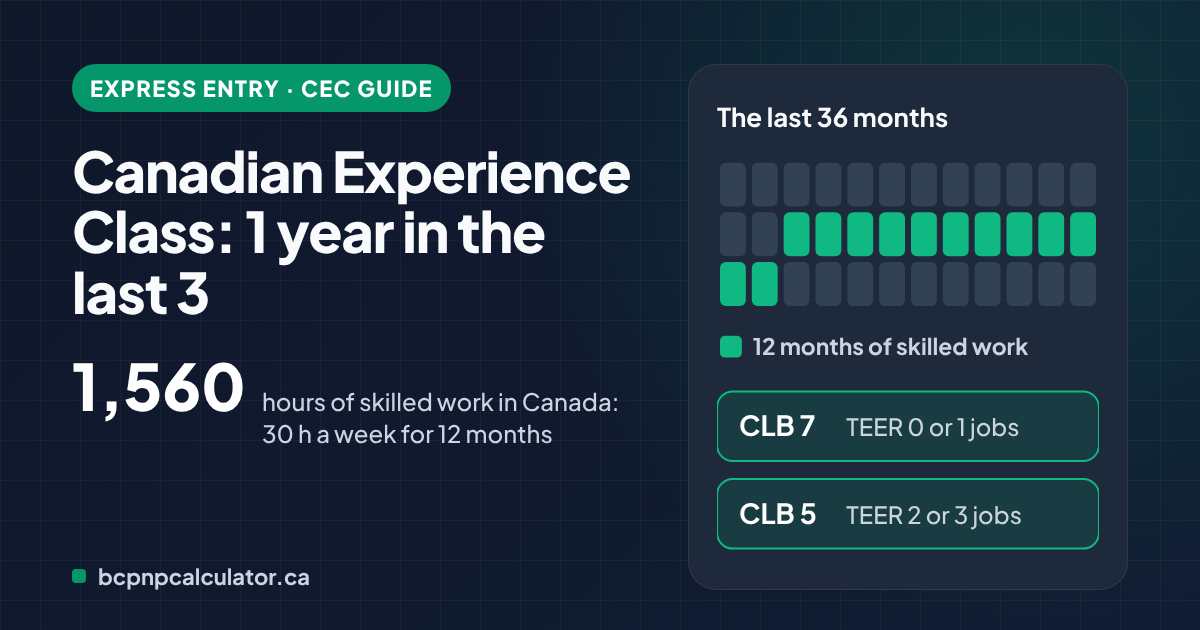 EXPRESS ENTRY · CEC GUIDE
Canadian Experience
Class: 1 year in the
last 3
1,560
hours of skilled work in Canada:
30 h a week for 12 months
bcpnpcalculator.ca
The last 36 months
12 months of skilled work
CLB 7 TEER 0 or 1 jobs
CLB 5 TEER 2 or 3 jobs